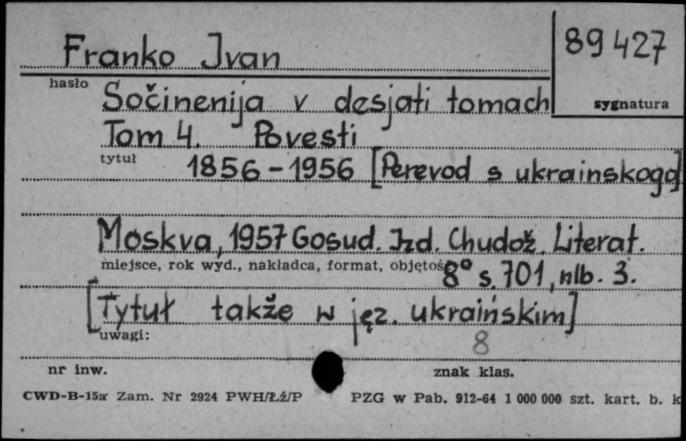 Franko Ivan
89 427
hasło
sygnatura
Sočinenija v desjati tomach
Tom 4. Povesti
tytuł
1856-1956 [Perevod s ukrainskogo]
Moskva, 1957 Gosud. Izd. Chudož. Literat.
miejsce, rok wyd., nakładca, format, objętość
8° s. 701, nlb. 3.
[Tytuł także w jęz. ukraińskim]
uwagi:
8
nr inw.
znak klas.
CWD-B-15a Zam. Nr 2924 PWH/Łź/P
PZG w Pab. 912-64 1 000 000 szt. kart. b. k